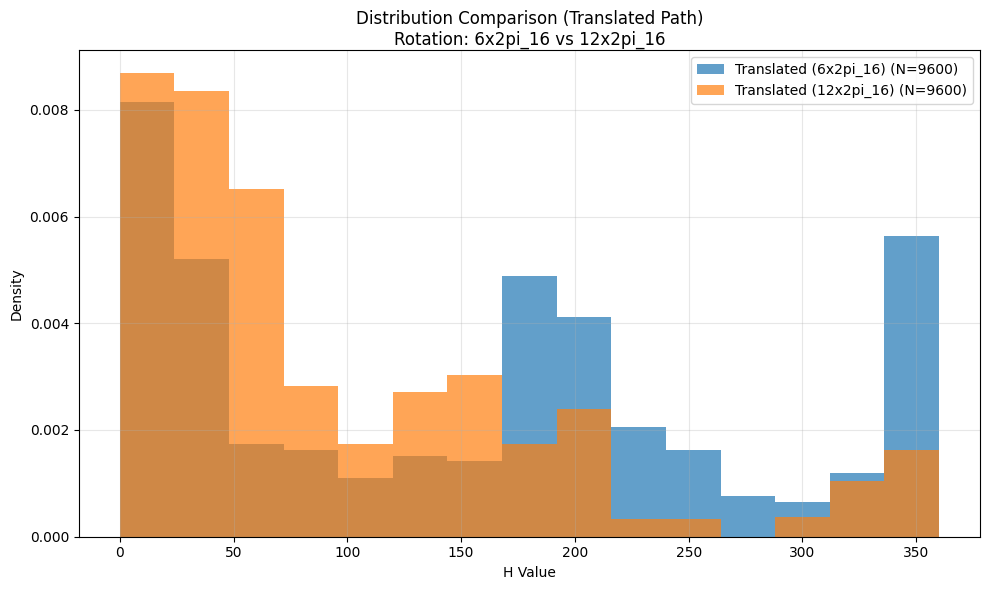 Distribution Comparison (Translated Path)
Rotation: 6x2pi_16 vs 12x2pi_16
Translated (6x2pi_16) (N=9600)
Translated (12x2pi_16) (N=9600)
Density
0.008
0.006
0.004
0.002
0.000
0 50 100 150 200 250 300 350
H Value